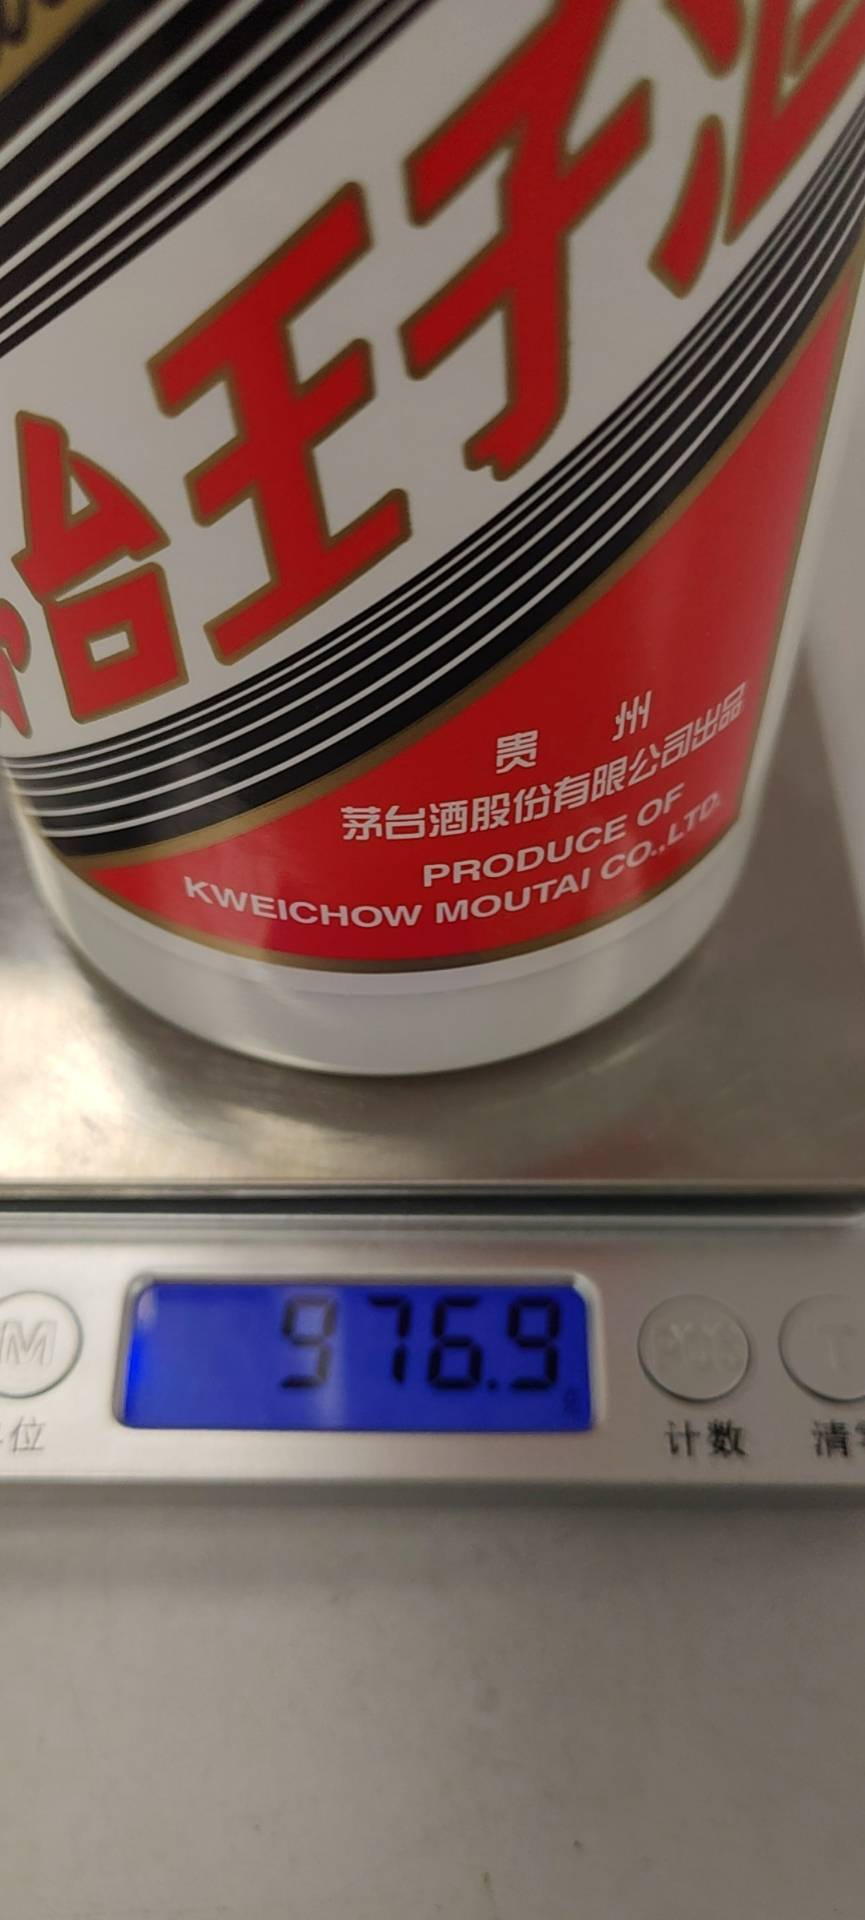 台王子酒
贵州
茅台酒股份有限公司出品
PRODUCE OF
KWEICHOW MOUTAI CO.,LTD.
976.9
M
T
位
计数
清